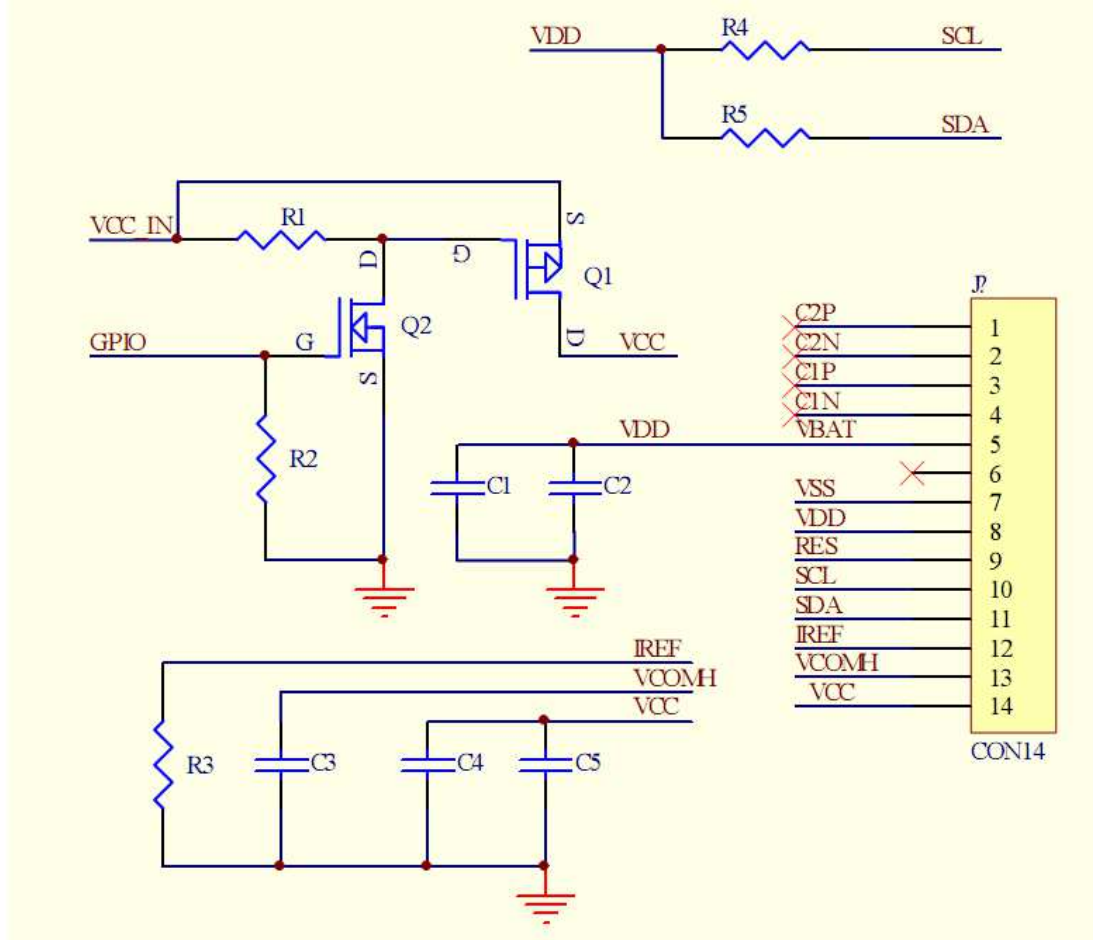 VDD
R4
SCL
R5
SDA
VCC_IN
R1
S
D
G
Q1
D
VCC
GPIO
G
Q2
S
R2
J?
C2P 1
C2N 2
C1P 3
C1N 4
VDD VBAT 5
6
VSS 7
VDD 8
RES 9
SCL 10
SDA 11
IREF 12
VCOMH 13
VCC 14
CON14
C1
C2
IREF
VCOMH
VCC
R3
C3
C4
C5